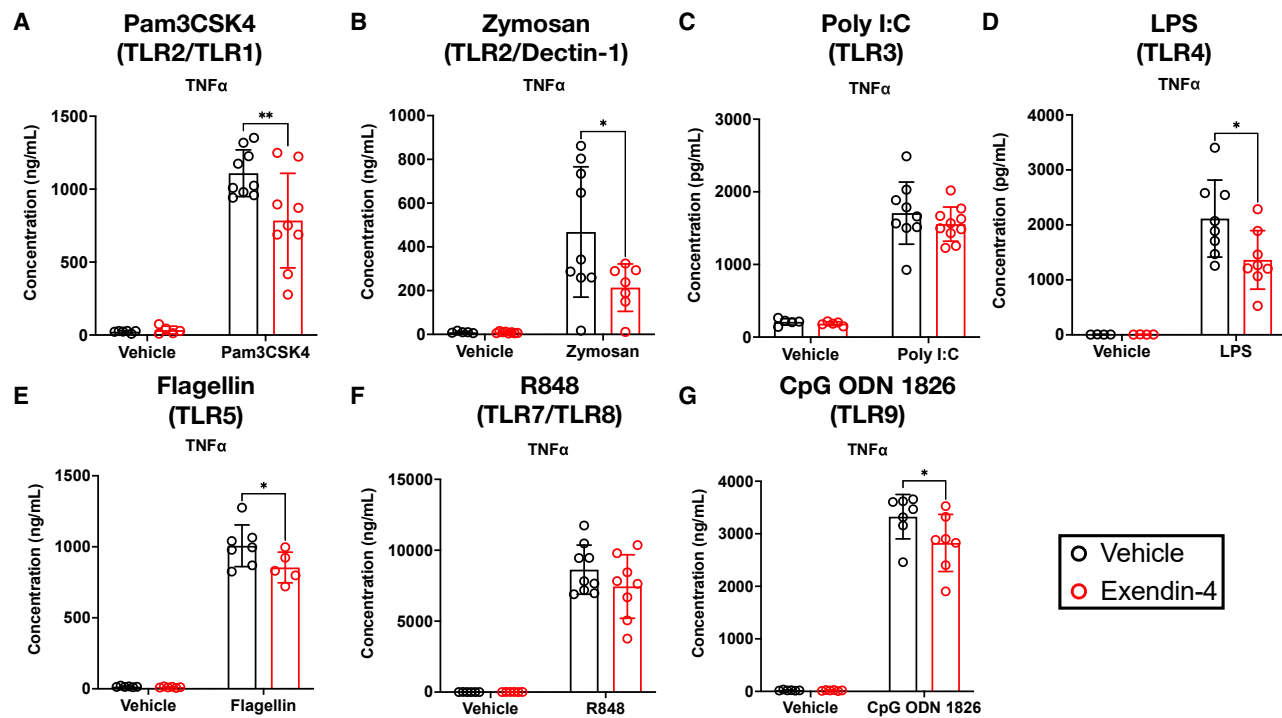 A
Pam3CSK4
(TLR2/TLR1)
TNFα
**
Concentration (ng/mL)
1500
1000
500
0
Vehicle
Pam3CSK4
B
Zymosan
(TLR2/Dectin-1)
TNFα
*
Concentration (ng/mL)
1000
800
600
400
200
0
Vehicle
Zymosan
C
Poly I:C
(TLR3)
TNFα
Concentration (pg/mL)
3000
2000
1000
0
Vehicle
Poly I:C
D
LPS
(TLR4)
TNFα
*
Concentration (pg/mL)
4000
3000
2000
1000
0
Vehicle
LPS
E
Flagellin
(TLR5)
TNFα
*
Concentration (ng/mL)
1500
1000
500
0
Vehicle
Flagellin
F
R848
(TLR7/TLR8)
TNFα
Concentration (ng/mL)
15000
10000
5000
0
Vehicle
R848
G
CpG ODN 1826
(TLR9)
TNFα
*
Concentration (ng/mL)
4000
3000
2000
1000
0
Vehicle
CpG ODN 1826
Vehicle
Exendin-4